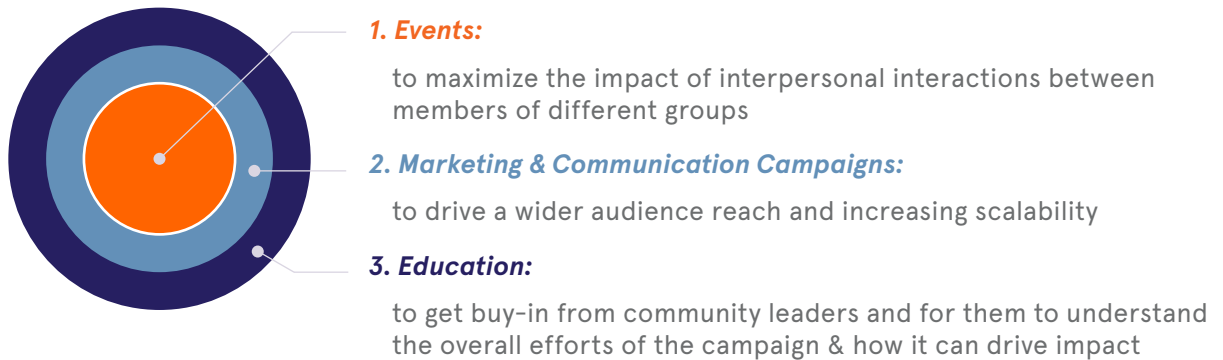 1. Events:
to maximize the impact of interpersonal interactions between
members of different groups
2. Marketing & Communication Campaigns:
to drive a wider audience reach and increasing scalability
3. Education:
to get buy-in from community leaders and for them to understand
the overall efforts of the campaign & how it can drive impact